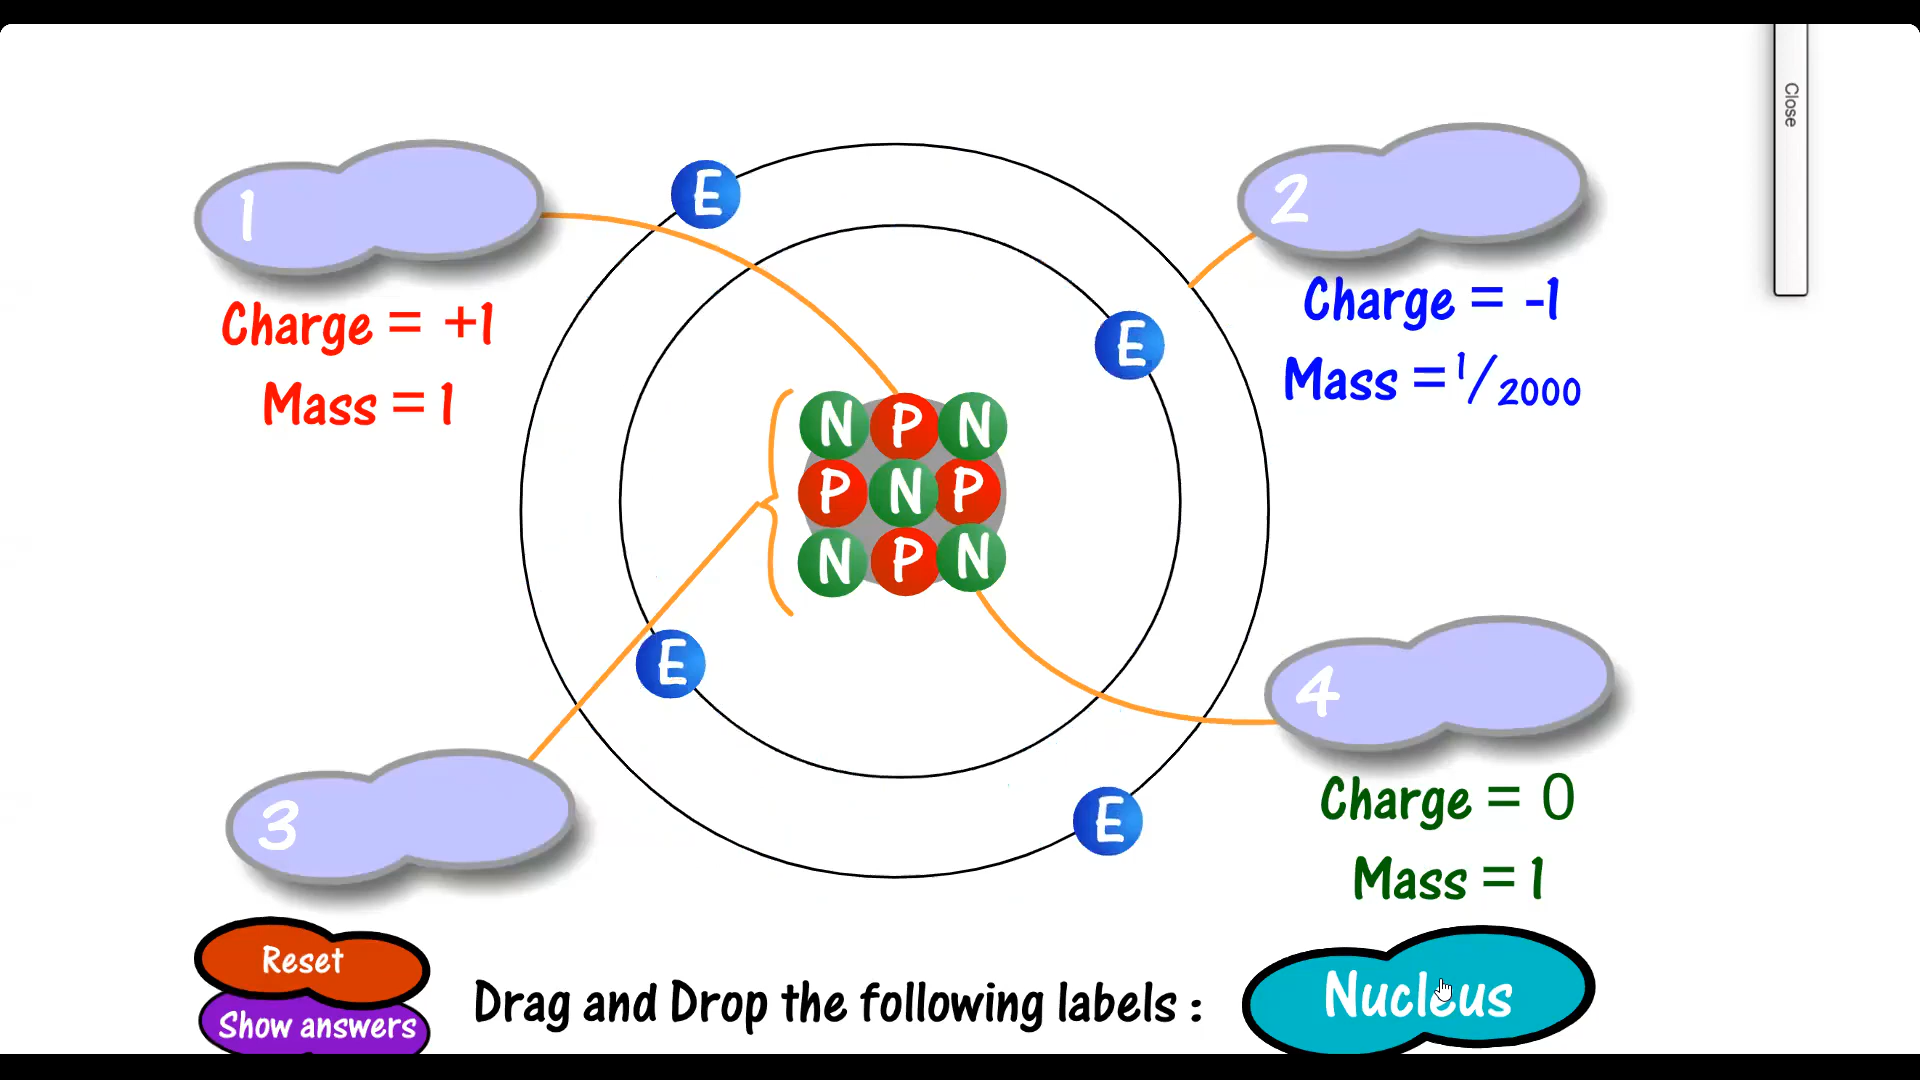 Close
1
E
2
Charge = +1
Mass = 1
Charge = -1
Mass = 1/2000
E
N P N
P N P
N P N
E
4
3
E
Charge = 0
Mass = 1
Reset
Show answers
Drag and Drop the following labels :
Nucleus